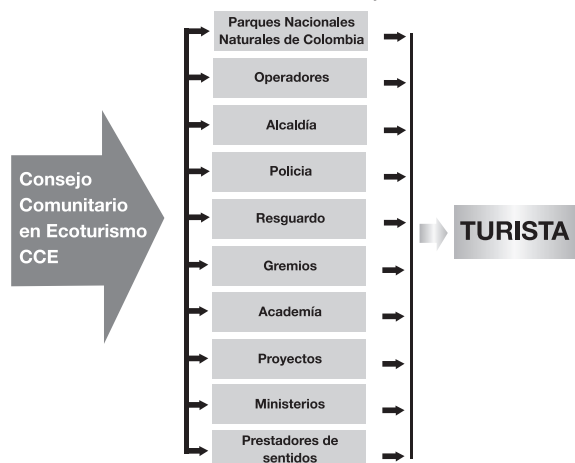 Parques Nacionales
Naturales de Colombia
Operadores
Alcaldía
Policia
Resguardo
Gremios
Academía
Proyectos
Ministerios
Prestadores de
sentidos
Consejo
Comunitario
en Ecoturismo
CCE
TURISTA